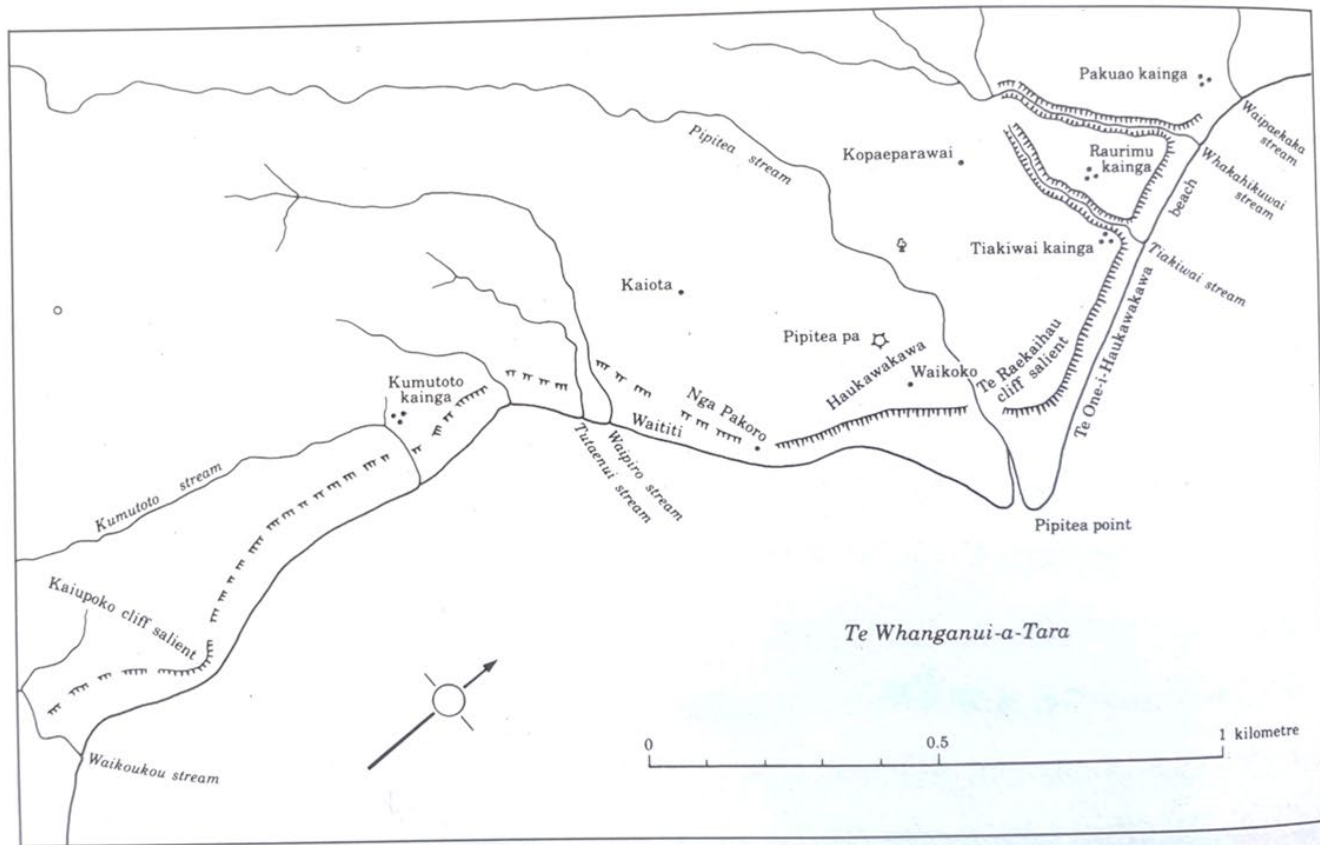 Pakuao kainga
Waipaekaka
stream
Pipitea stream
Kopaeparawai
Raurimu
kainga
Whakahikuwai
stream
beach
Tiakiwai kainga
Tiakiwai stream
Kaiota
Pipitea pa
Haukawakawa
Waikoko
Te Raekaihau
cliff salient
Te One-i-Haukawakawa
Kumutoto
kainga
Nga Pakoro
Waititi
Waipiro stream
Tutaenui stream
Kumutoto stream
Pipitea point
Kaiupoko cliff salient
Te Whanganui-a-Tara
Waikoukou stream
0 0.5 1 kilometre